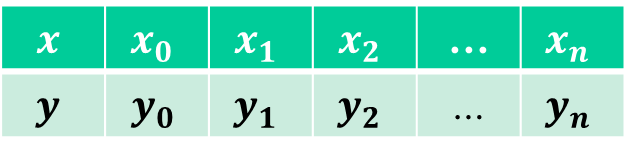 x x₀ x₁ x₂ ... xₙ
y y₀ y₁ y₂ ... yₙ